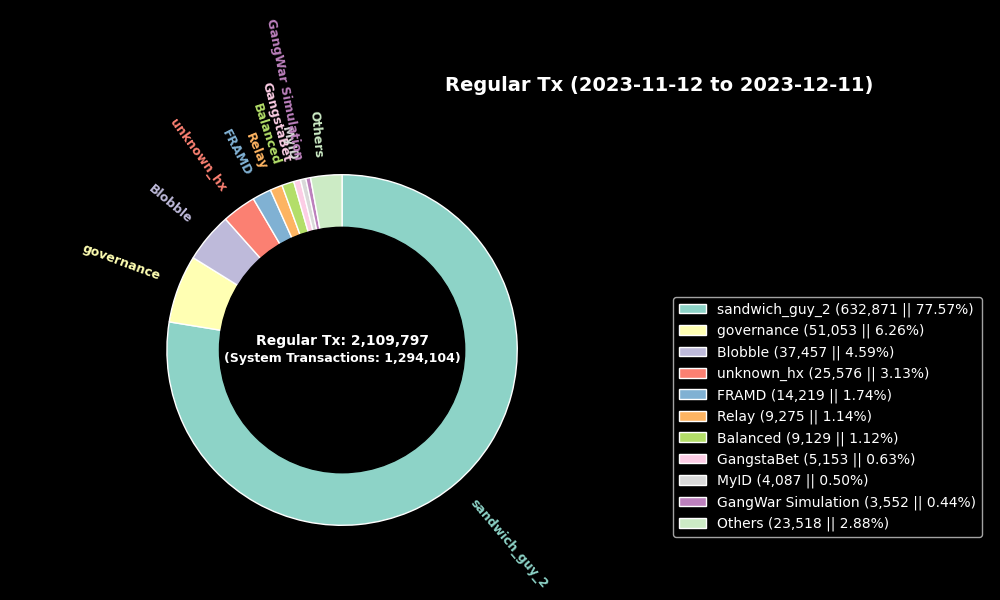 Regular Tx (2023-11-12 to 2023-12-11)
GangWar Simulation
GangstaBet
Balanced
MyID
Others
Relay
FRAMD
unknown_hx
Blobble
governance
sandwich_guy_2
Regular Tx: 2,109,797
(System Transactions: 1,294,104)
sandwich_guy_2 (632,871 || 77.57%)
governance (51,053 || 6.26%)
Blobble (37,457 || 4.59%)
unknown_hx (25,576 || 3.13%)
FRAMD (14,219 || 1.74%)
Relay (9,275 || 1.14%)
Balanced (9,129 || 1.12%)
GangstaBet (5,153 || 0.63%)
MyID (4,087 || 0.50%)
GangWar Simulation (3,552 || 0.44%)
Others (23,518 || 2.88%)